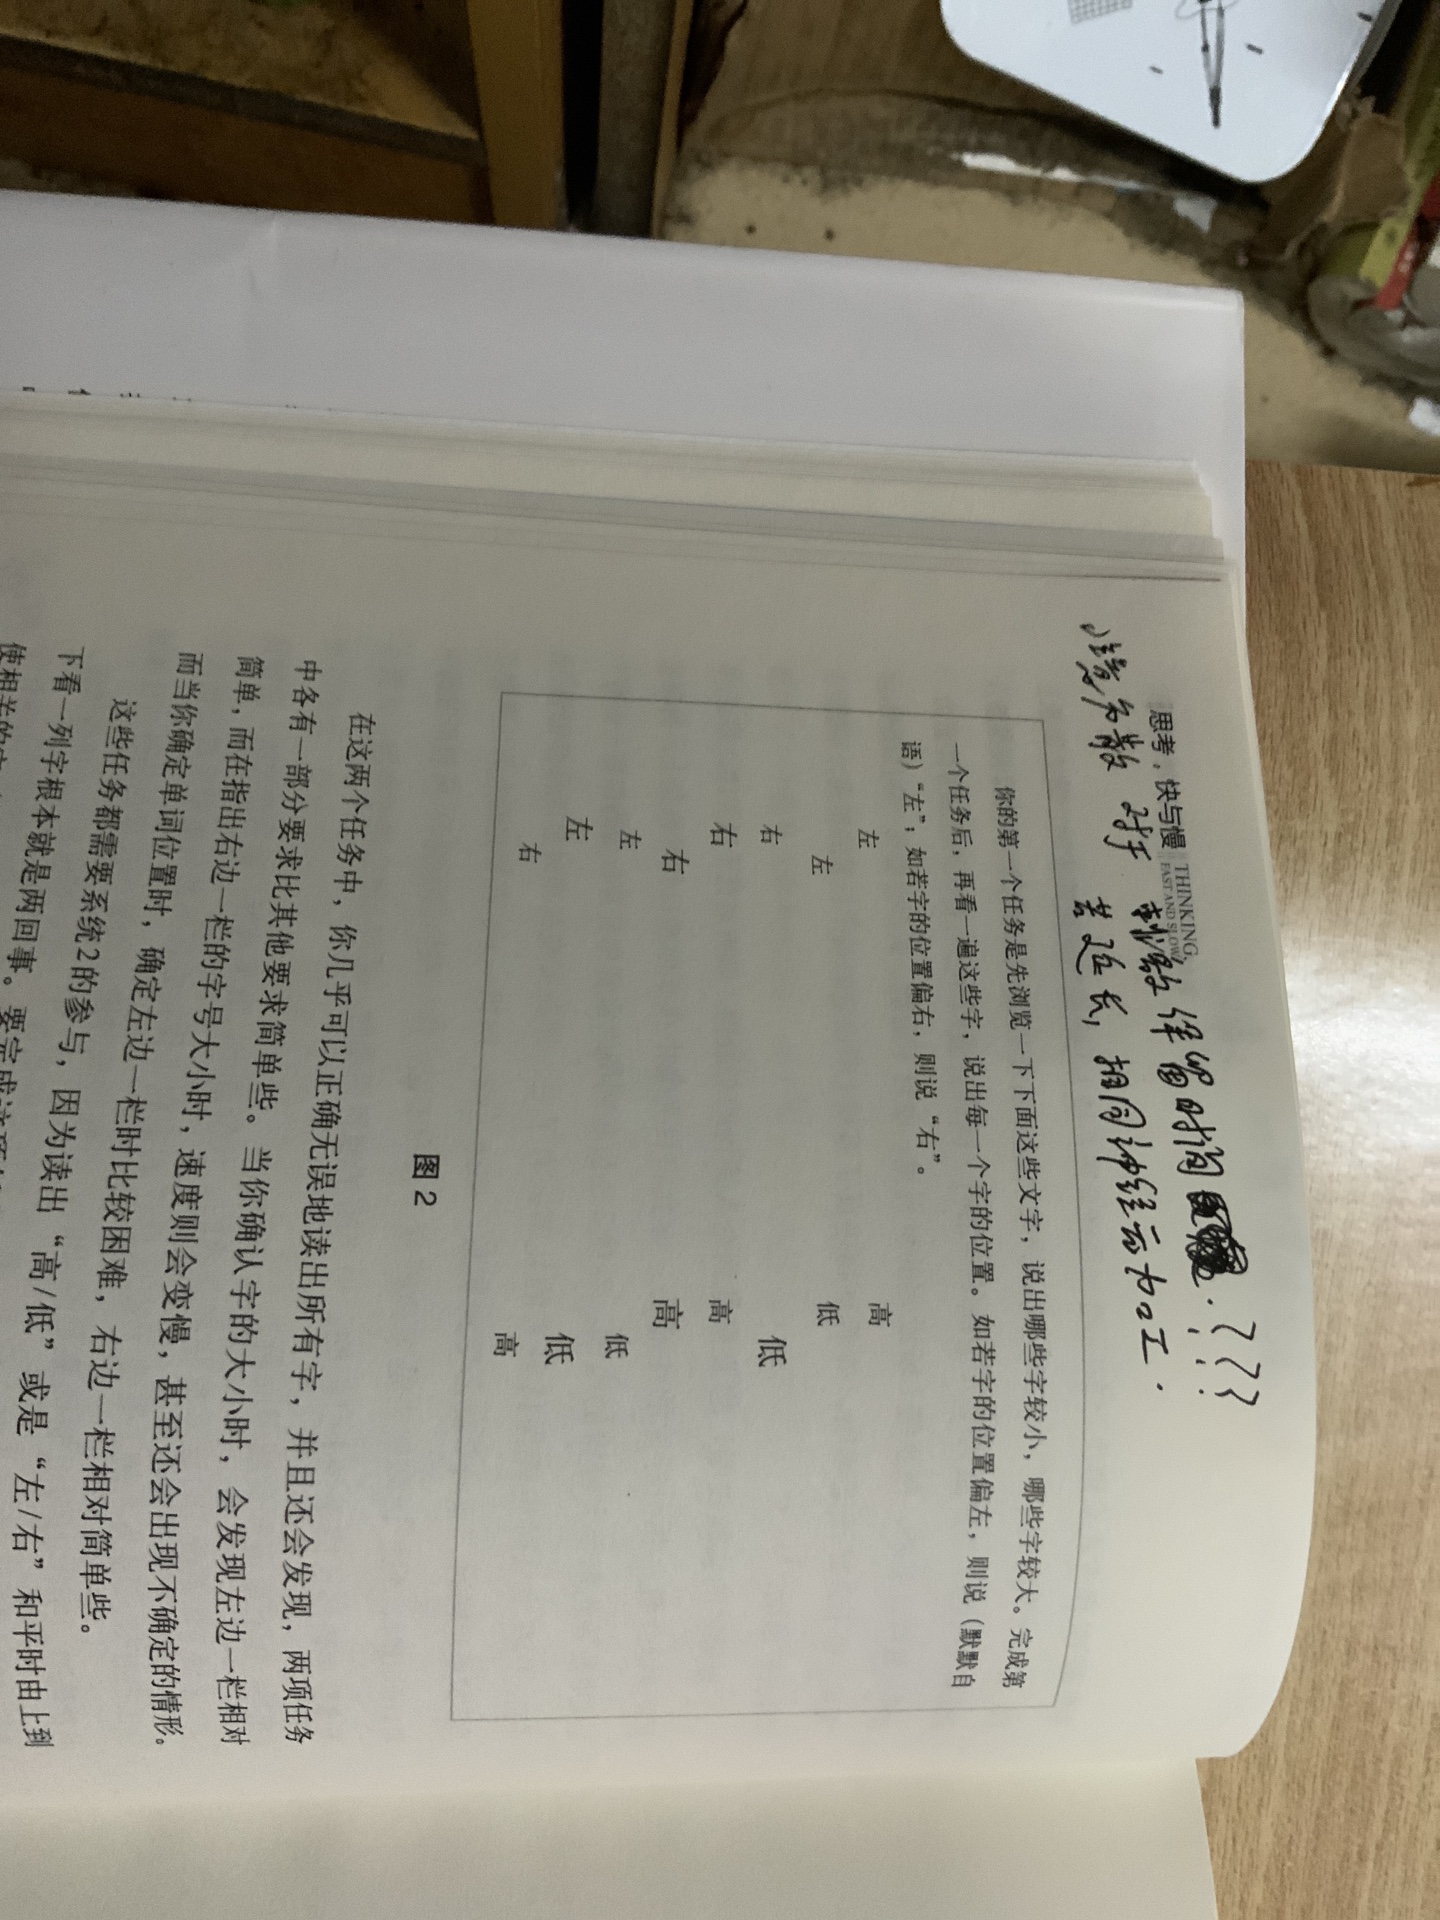 思考，快与慢 THINKING,
FAST AND SLOW
对于 刺激保留时间 . ? ? ?
若延长, 相同神经
你的第一个任务是先浏览一下下面这些文字，说出哪些字较小，哪些字较大。完成第
一个任务后，再看一遍这些字，说出每一个字的位置。如若字的位置偏左，则说（默默自
语）“左”；如若字的位置偏右，则说“右”。
左 高
左 低
右 低
右 高
右 高
左 低
左 低
右 高
图 2
在这两个任务中，你几乎可以正确无误地读出所有字，并且还会发现，两项任务
中各有一部分要求比其他要求简单些。当你确认字的大小时，会发现左边一栏相对
简单，而在指出右边一栏的字号大小时，速度则会变慢，甚至还会出现不确定的情形。
而当你确定单词位置时，确定左边一栏时比较困难，右边一栏相对简单些。
这些任务都需要系统2的参与，因为读出“高/低”或是“左/右”和平时由上到
下看一列字根本就是两回事。要完成这项
使相关的